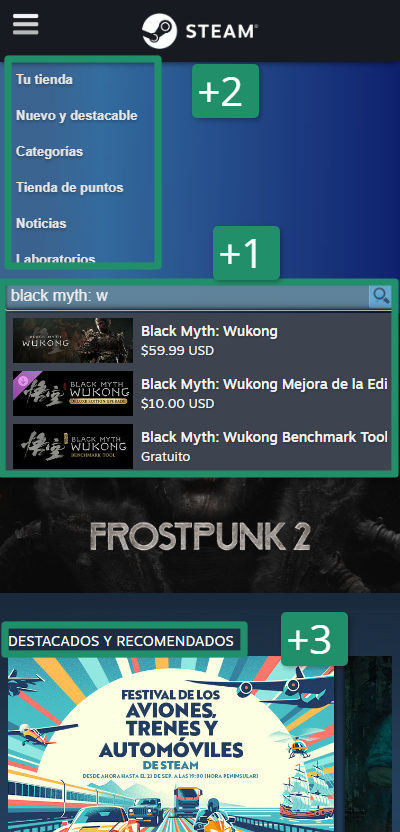 STEAM
Tu tienda
+2
Nuevo y destacable
Categorías
Tienda de puntos
Noticias
+1
Laboratorios
black myth: w
BLACK MYTH
WUKONG
Black Myth: Wukong
$59.99 USD
BLACK MYTH
WUKONG
DELUXE EDITION UPGRADE
Black Myth: Wukong Mejora de la Edi
$10.00 USD
BLACK MYTH
WUKONG
BENCHMARK TOOL
Black Myth: Wukong Benchmark Tool
Gratuito
FROSTPUNK 2
+3
DESTACADOS Y RECOMENDADOS
FESTIVAL DE LOS
AVIONES,
TRENES Y
AUTOMÓVILES
DE STEAM
DESDE AHORA HASTA EL 23 DE SEP. A LAS 19:00 (HORA PENINSULAR)